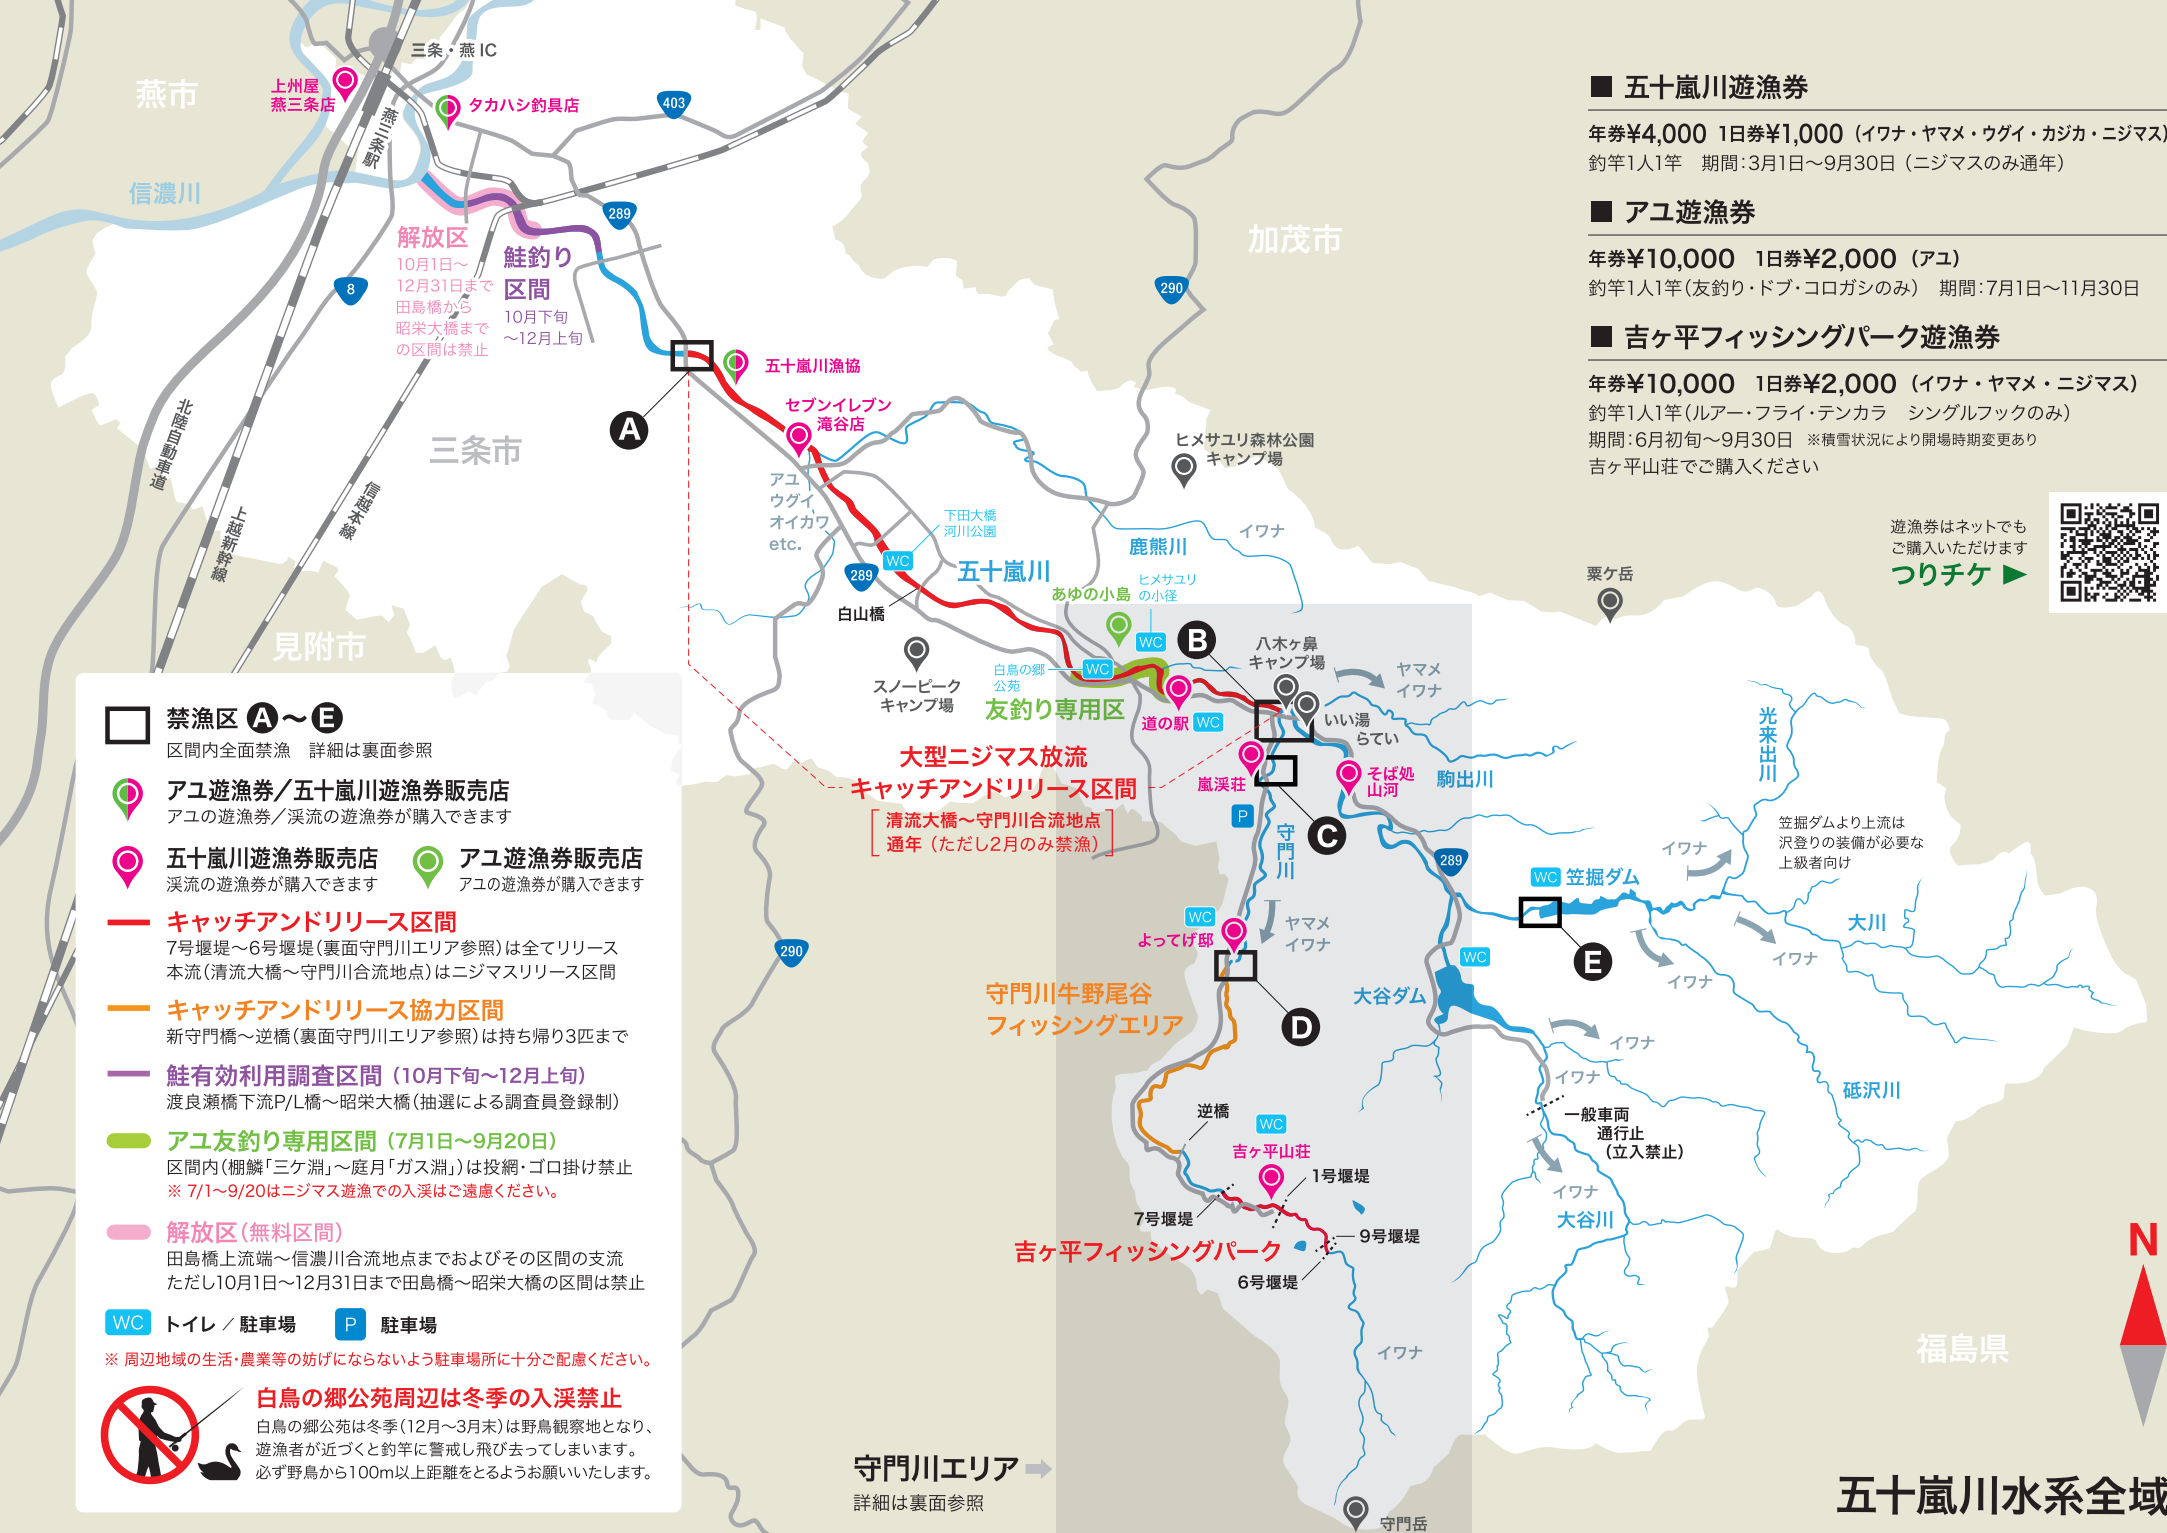 三条・燕IC
上州屋
燕三条店
タカハシ釣具店
403
燕市
燕三条駅
信濃川
289
解放区
10月1日〜
12月31日まで
田島橋から
昭栄大橋まで
の区間は禁止
鮭釣り
区間
10月下旬
〜12月上旬
8
加茂市
290
A
五十嵐川漁協
セブンイレブン
滝谷店
三条市
北陸自動車道
上越新幹線
信越本線
アユ
ウグイ
オイカワ
etc.
下田大橋
河川公園
WC
289
五十嵐川
白山橋
ヒメサユリ森林公園
キャンプ場
鹿熊川
イワナ
あゆの小島
ヒメサユリ
の小径
WC
B
八木ヶ鼻
キャンプ場
ヤマメ
イワナ
スノーピーク
キャンプ場
白鳥の郷
公苑
WC
友釣り専用区
道の駅
WC
いい湯
らてい
大型ニジマス放流
キャッチアンドリリース区間
清流大橋〜守門川合流地点
通年（ただし2月のみ禁漁）
嵐渓荘
P
C
守門川
そば処
山河
駒出川
粟ケ岳
光来出川
笠掘ダムより上流は
沢登りの装備が必要な
上級者向け
イワナ
289
WC
笠掘ダム
E
大川
イワナ
イワナ
砥沢川
WC
よってげ邸
ヤマメ
イワナ
D
守門川牛野尾谷
フィッシングエリア
WC
大谷ダム
イワナ
イワナ
一般車両
通行止
(立入禁止)
イワナ
大谷川
逆橋
WC
吉ヶ平山荘
1号堰堤
7号堰堤
9号堰堤
6号堰堤
吉ヶ平フィッシングパーク
イワナ
守門岳
守門川エリア
詳細は裏面参照
290
見附市
福島県
N
五十嵐川水系全域
■ 五十嵐川遊漁券
年券¥4,000 1日券¥1,000（イワナ・ヤマメ・ウグイ・カジカ・ニジマス）
釣竿1人1竿　期間：3月1日〜9月30日（ニジマスのみ通年）
■ アユ遊漁券
年券¥10,000　1日券¥2,000（アユ）
釣竿1人1竿（友釣り・ドブ・コロガシのみ）　期間：7月1日〜11月30日
■ 吉ヶ平フィッシングパーク遊漁券
年券¥10,000　1日券¥2,000（イワナ・ヤマメ・ニジマス）
釣竿1人1竿（ルアー・フライ・テンカラ　シングルフックのみ）
期間：6月初旬〜9月30日　※積雪状況により開場時期変更あり
吉ヶ平山荘でご購入ください
遊漁券はネットでも
ご購入いただけます
つりチケ ▶
禁漁区 A〜E
区間内全面禁漁　詳細は裏面参照
アユ遊漁券／五十嵐川遊漁券販売店
アユの遊漁券／渓流の遊漁券が購入できます
五十嵐川遊漁券販売店
渓流の遊漁券が購入できます
アユ遊漁券販売店
アユの遊漁券が購入できます
キャッチアンドリリース区間
7号堰堤〜6号堰堤（裏面守門川エリア参照）は全てリリース
本流（清流大橋〜守門川合流地点）はニジマスリリース区間
キャッチアンドリリース協力区間
新守門橋〜逆橋（裏面守門川エリア参照）は持ち帰り3匹まで
鮭有効利用調査区間（10月下旬〜12月上旬）
渡良瀬橋下流P/L橋〜昭栄大橋（抽選による調査員登録制）
アユ友釣り専用区間（7月1日〜9月20日）
区間内（棚鱗「三ケ淵」〜庭月「ガス淵」）は投網・ゴロ掛け禁止
※ 7/1〜9/20はニジマス遊漁での入渓はご遠慮ください。
解放区（無料区間）
田島橋上流端〜信濃川合流地点までおよびその区間の支流
ただし10月1日〜12月31日まで田島橋〜昭栄大橋の区間は禁止
WC トイレ／駐車場
P 駐車場
※ 周辺地域の生活・農業等の妨げにならないよう駐車場所に十分ご配慮ください。
白鳥の郷公苑周辺は冬季の入渓禁止
白鳥の郷公苑は冬季（12月〜3月末）は野鳥観察地となり、
遊漁者が近づくと釣竿に警戒し飛び去ってしまいます。
必ず野鳥から100m以上距離をとるようお願いいたします。